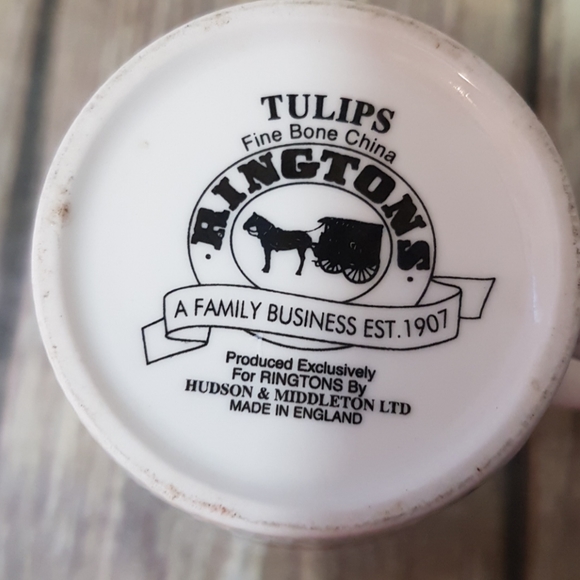 TULIPS
Fine Bone China
RINGTONS
A FAMILY BUSINESS EST.1907
Produced Exclusively
For RINGTONS By
HUDSON & MIDDLETON LTD
MADE IN ENGLAND